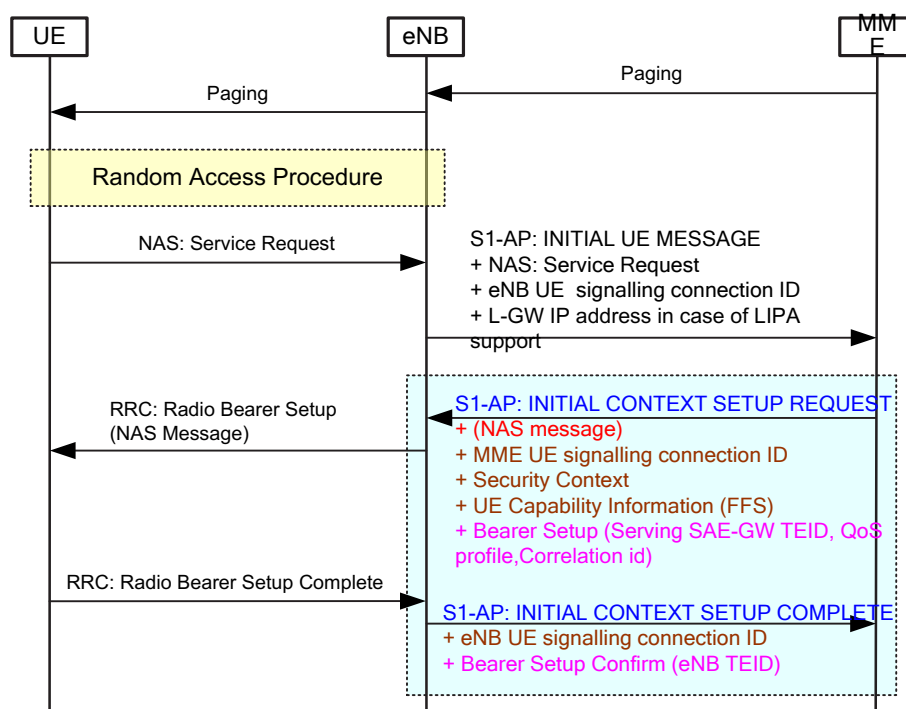 UE
eNB
MM
E
Paging
Paging
Random Access Procedure
NAS: Service Request
S1-AP: INITIAL UE MESSAGE
+ NAS: Service Request
+ eNB UE signalling connection ID
+ L-GW IP address in case of LIPA
support
RRC: Radio Bearer Setup
(NAS Message)
S1-AP: INITIAL CONTEXT SETUP REQUEST
+ (NAS message)
+ MME UE signalling connection ID
+ Security Context
+ UE Capability Information (FFS)
+ Bearer Setup (Serving SAE-GW TEID, QoS
profile,Correlation id)
RRC: Radio Bearer Setup Complete
S1-AP: INITIAL CONTEXT SETUP COMPLETE
+ eNB UE signalling connection ID
+ Bearer Setup Confirm (eNB TEID)